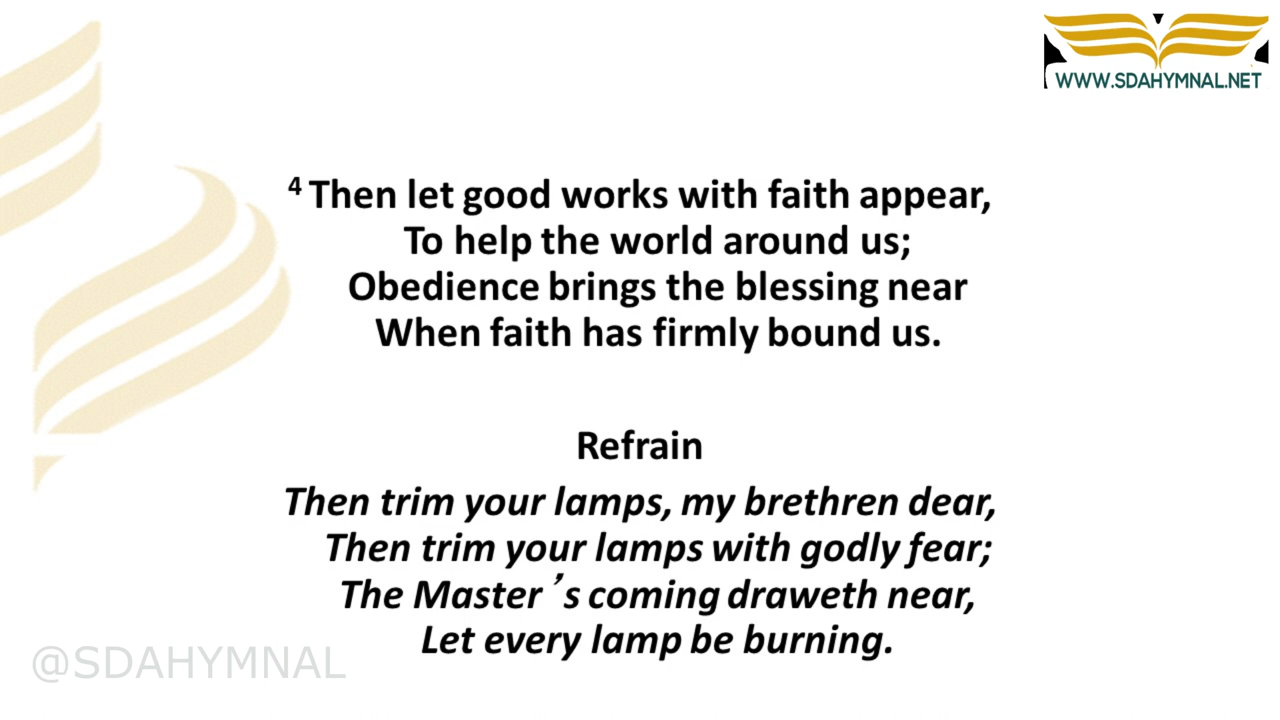 WWW.SDAHYMNAL.NET
4 Then let good works with faith appear,
To help the world around us;
Obedience brings the blessing near
When faith has firmly bound us.
Refrain
Then trim your lamps, my brethren dear,
Then trim your lamps with godly fear;
The Master ’s coming draweth near,
Let every lamp be burning.
@SDAHYMNAL